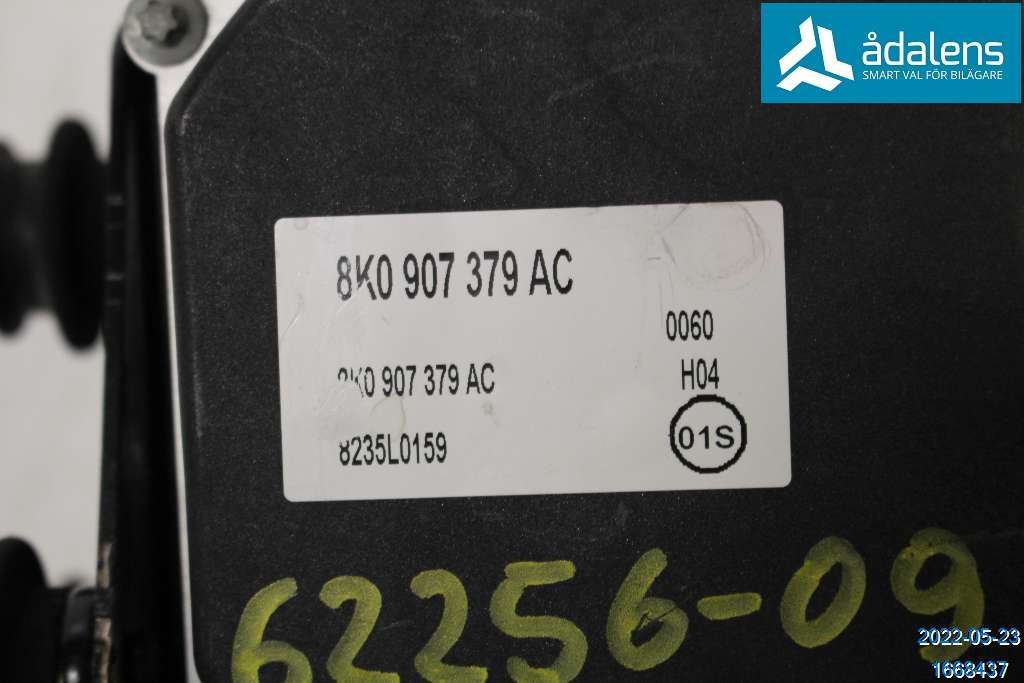 ådalens
SMART VAL FÖR BILÄGARE
8K0 907 379 AC
0060
8K0 907 379 AC
H04
8235L0159
01S
62256-09
2022-05-23
1668437